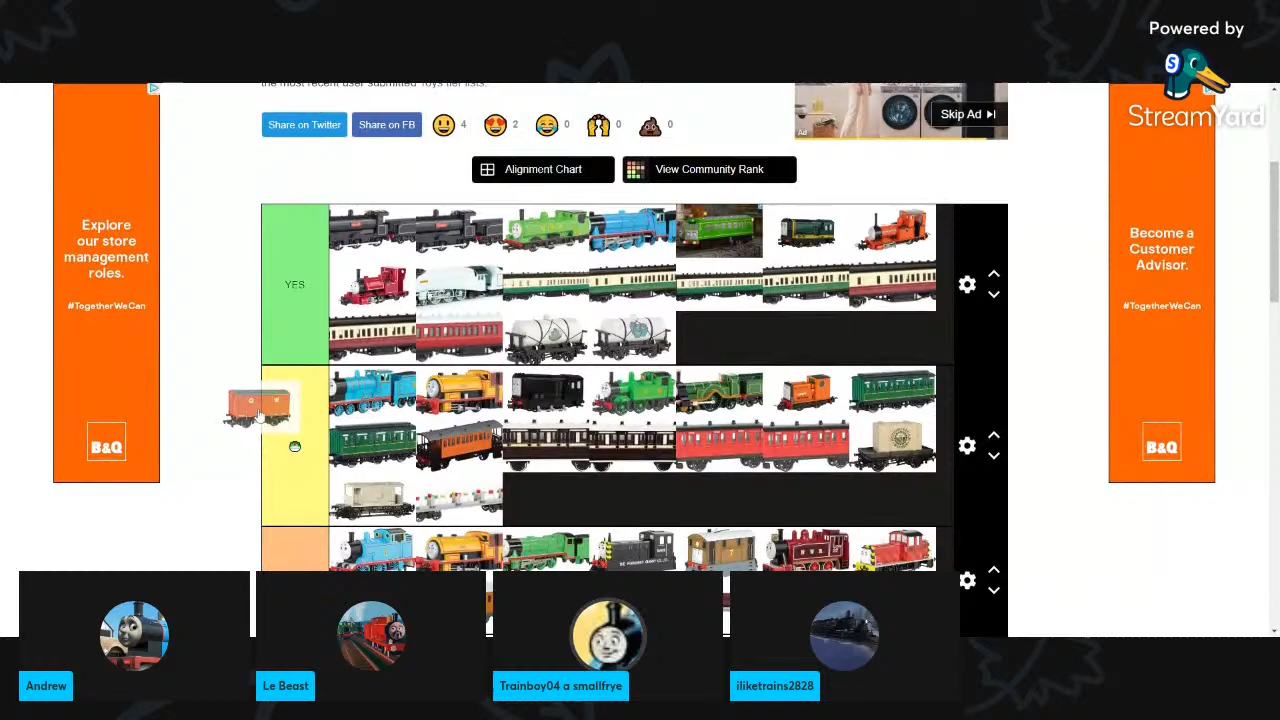 Powered by
StreamYard
the most recent user submitted Toys tier lists.
Share on Twitter
Share on FB
4
2
0
0
0
Ad
Skip Ad
Alignment Chart
View Community Rank
Explore
our store
management
roles.
#TogetherWeCan
B&Q
Become a
Customer
Advisor.
#TogetherWeCan
B&Q
YES
Andrew
Le Beast
Trainboy04 a smallfrye
iliketrains2828